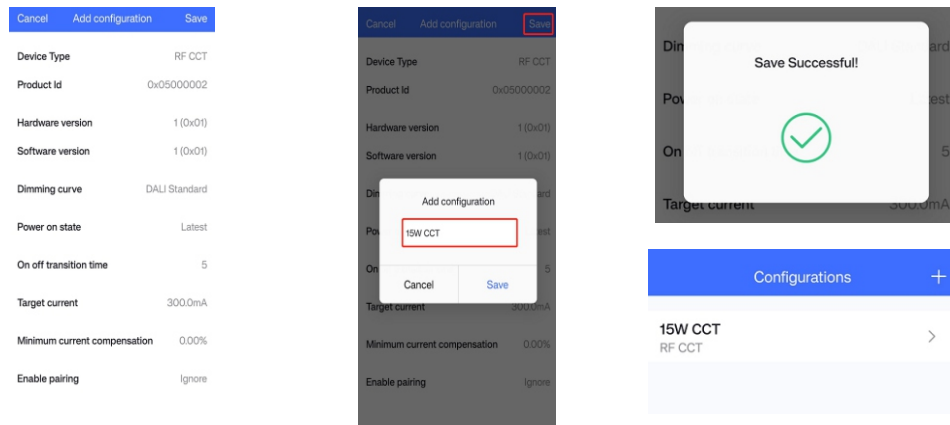 Cancel Add configuration Save
Device Type RF CCT
Product Id 0x05000002
Hardware version 1 (0x01)
Software version 1 (0x01)
Dimming curve DALI Standard
Power on state Latest
On off transition time 5
Target current 300.0mA
Minimum current compensation 0.00%
Enable pairing Ignore
Cancel Add configuration Save
Device Type RF CCT
Product Id 0x05000002
Hardware version 1 (0x01)
Software version 1 (0x01)
Add configuration
15W CCT
Cancel Save
On 5
Target current 300.0mA
Minimum current compensation 0.00%
Enable pairing Ignore
Save Successful!
On 5
Target current 300.0mA
Configurations +
15W CCT
RF CCT